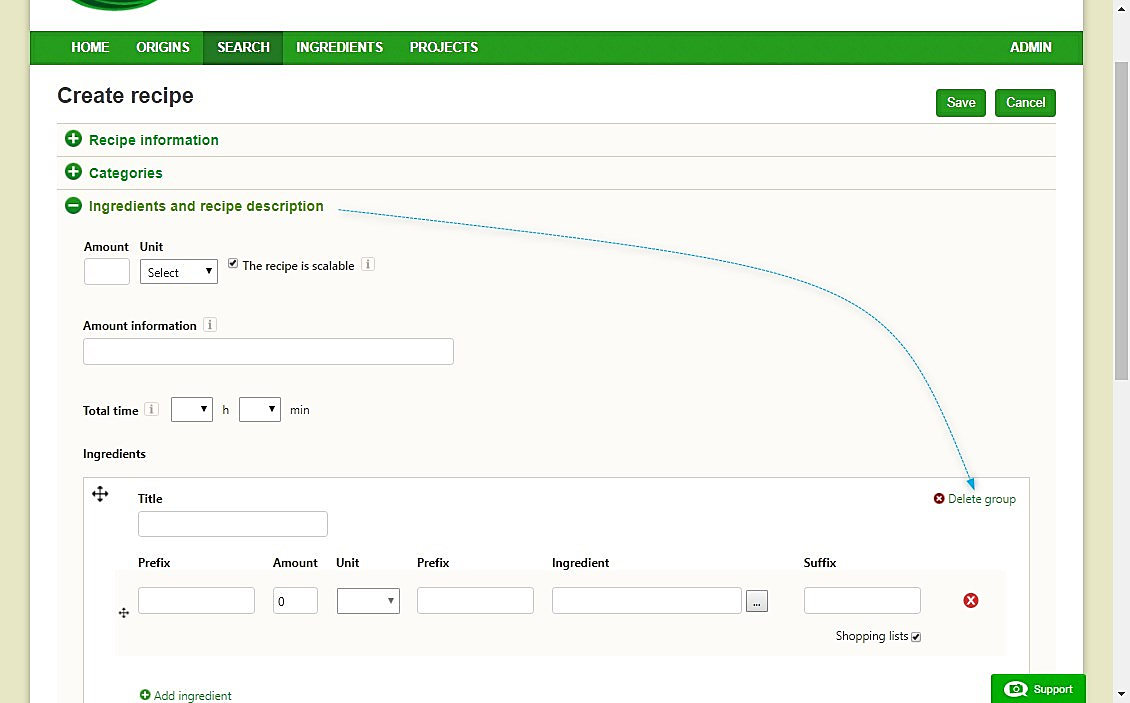 HOME ORIGINS SEARCH INGREDIENTS PROJECTS ADMIN
Create recipe
Save Cancel
Recipe information
Categories
Ingredients and recipe description
Amount Unit
Select The recipe is scalable i
Amount information i
Total time i h min
Ingredients
Title Delete group
Prefix Amount Unit Prefix Ingredient Suffix
0 ...
Shopping lists
Add ingredient
Support